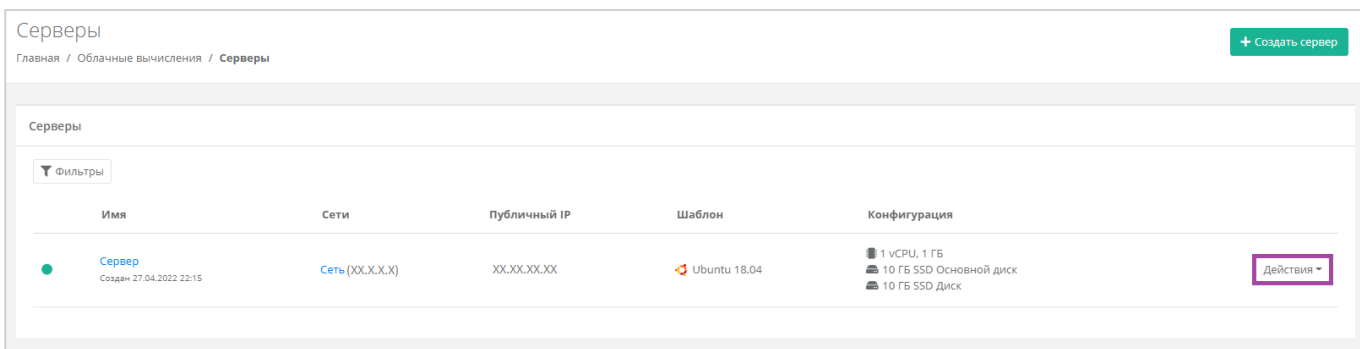 Серверы
+ Создать сервер
Главная / Облачные вычисления / Серверы
Серверы
Фильтры
Имя Сети Публичный IP Шаблон Конфигурация
Сервер
Создан 27.04.2022 22:15
Сеть (XX.X.X.X)
XX.XX.XX.XX
Ubuntu 18.04
1 vCPU, 1 ГБ
10 ГБ SSD Основной диск
10 ГБ SSD Диск
Действия